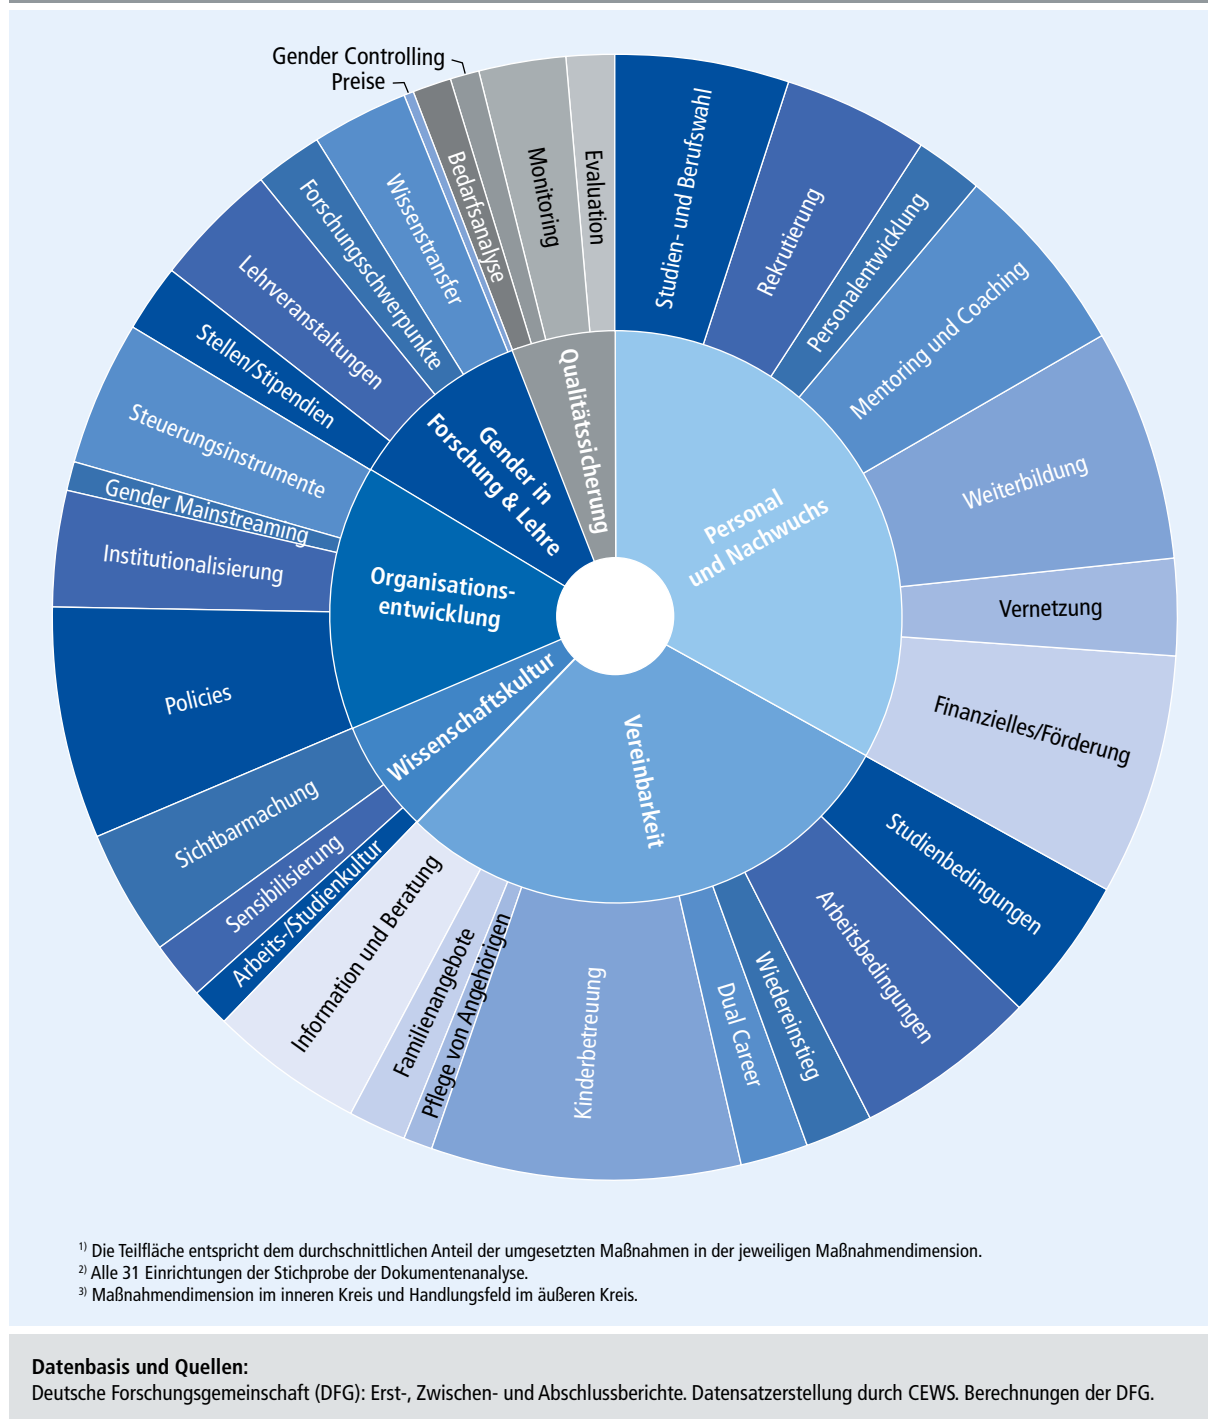 Gender Controlling
Preise
Bedarfsanalyse
Monitoring
Evaluation
Studien- und Berufswahl
Rekrutierung
Personalentwicklung
Mentoring und Coaching
Weiterbildung
Vernetzung
Finanzielles/Förderung
Studienbedingungen
Arbeitsbedingungen
Wiedereinstieg
Dual Career
Kinderbetreuung
Pflege von Angehörigen
Familienangebote
Information und Beratung
Arbeits-/Studienkultur
Sensibilisierung
Sichtbarmachung
Policies
Institutionalisierung
Gender Mainstreaming
Steuerungsinstrumente
Stellen/Stipendien
Lehrveranstaltungen
Forschungsschwerpunkte
Wissenstransfer
Qualitätssicherung
Personal
und Nachwuchs
Vereinbarkeit
Wissenschaftskultur
Organisations-
entwicklung
Gender in
Forschung & Lehre
1) Die Teilfläche entspricht dem durchschnittlichen Anteil der umgesetzten Maßnahmen in der jeweiligen Maßnahmendimension.
2) Alle 31 Einrichtungen der Stichprobe der Dokumentenanalyse.
3) Maßnahmendimension im inneren Kreis und Handlungsfeld im äußeren Kreis.
Datenbasis und Quellen:
Deutsche Forschungsgemeinschaft (DFG): Erst-, Zwischen- und Abschlussberichte. Datensatzerstellung durch CEWS. Berechnungen der DFG.